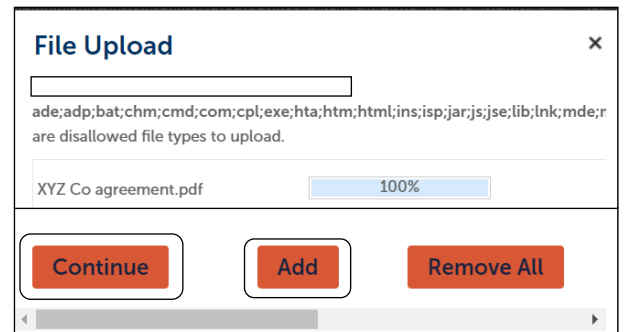 File Upload ×
ade;adp;bat;chm;cmd;com;cpl;exe;hta;htm;html;ins;isp;jar;js;jse;lib;lnk;mde;
are disallowed file types to upload.
XYZ Co agreement.pdf 100%
Continue Add Remove All